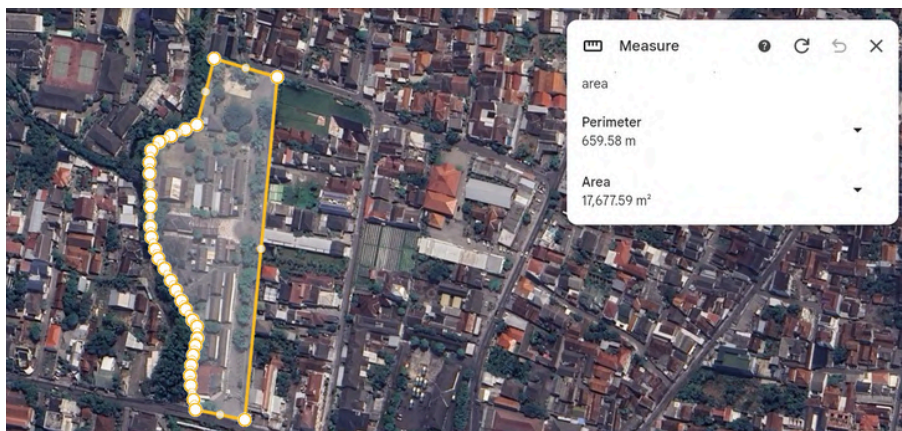 Measure
area
Perimeter
659.58 m
Area
17,677.59 m²